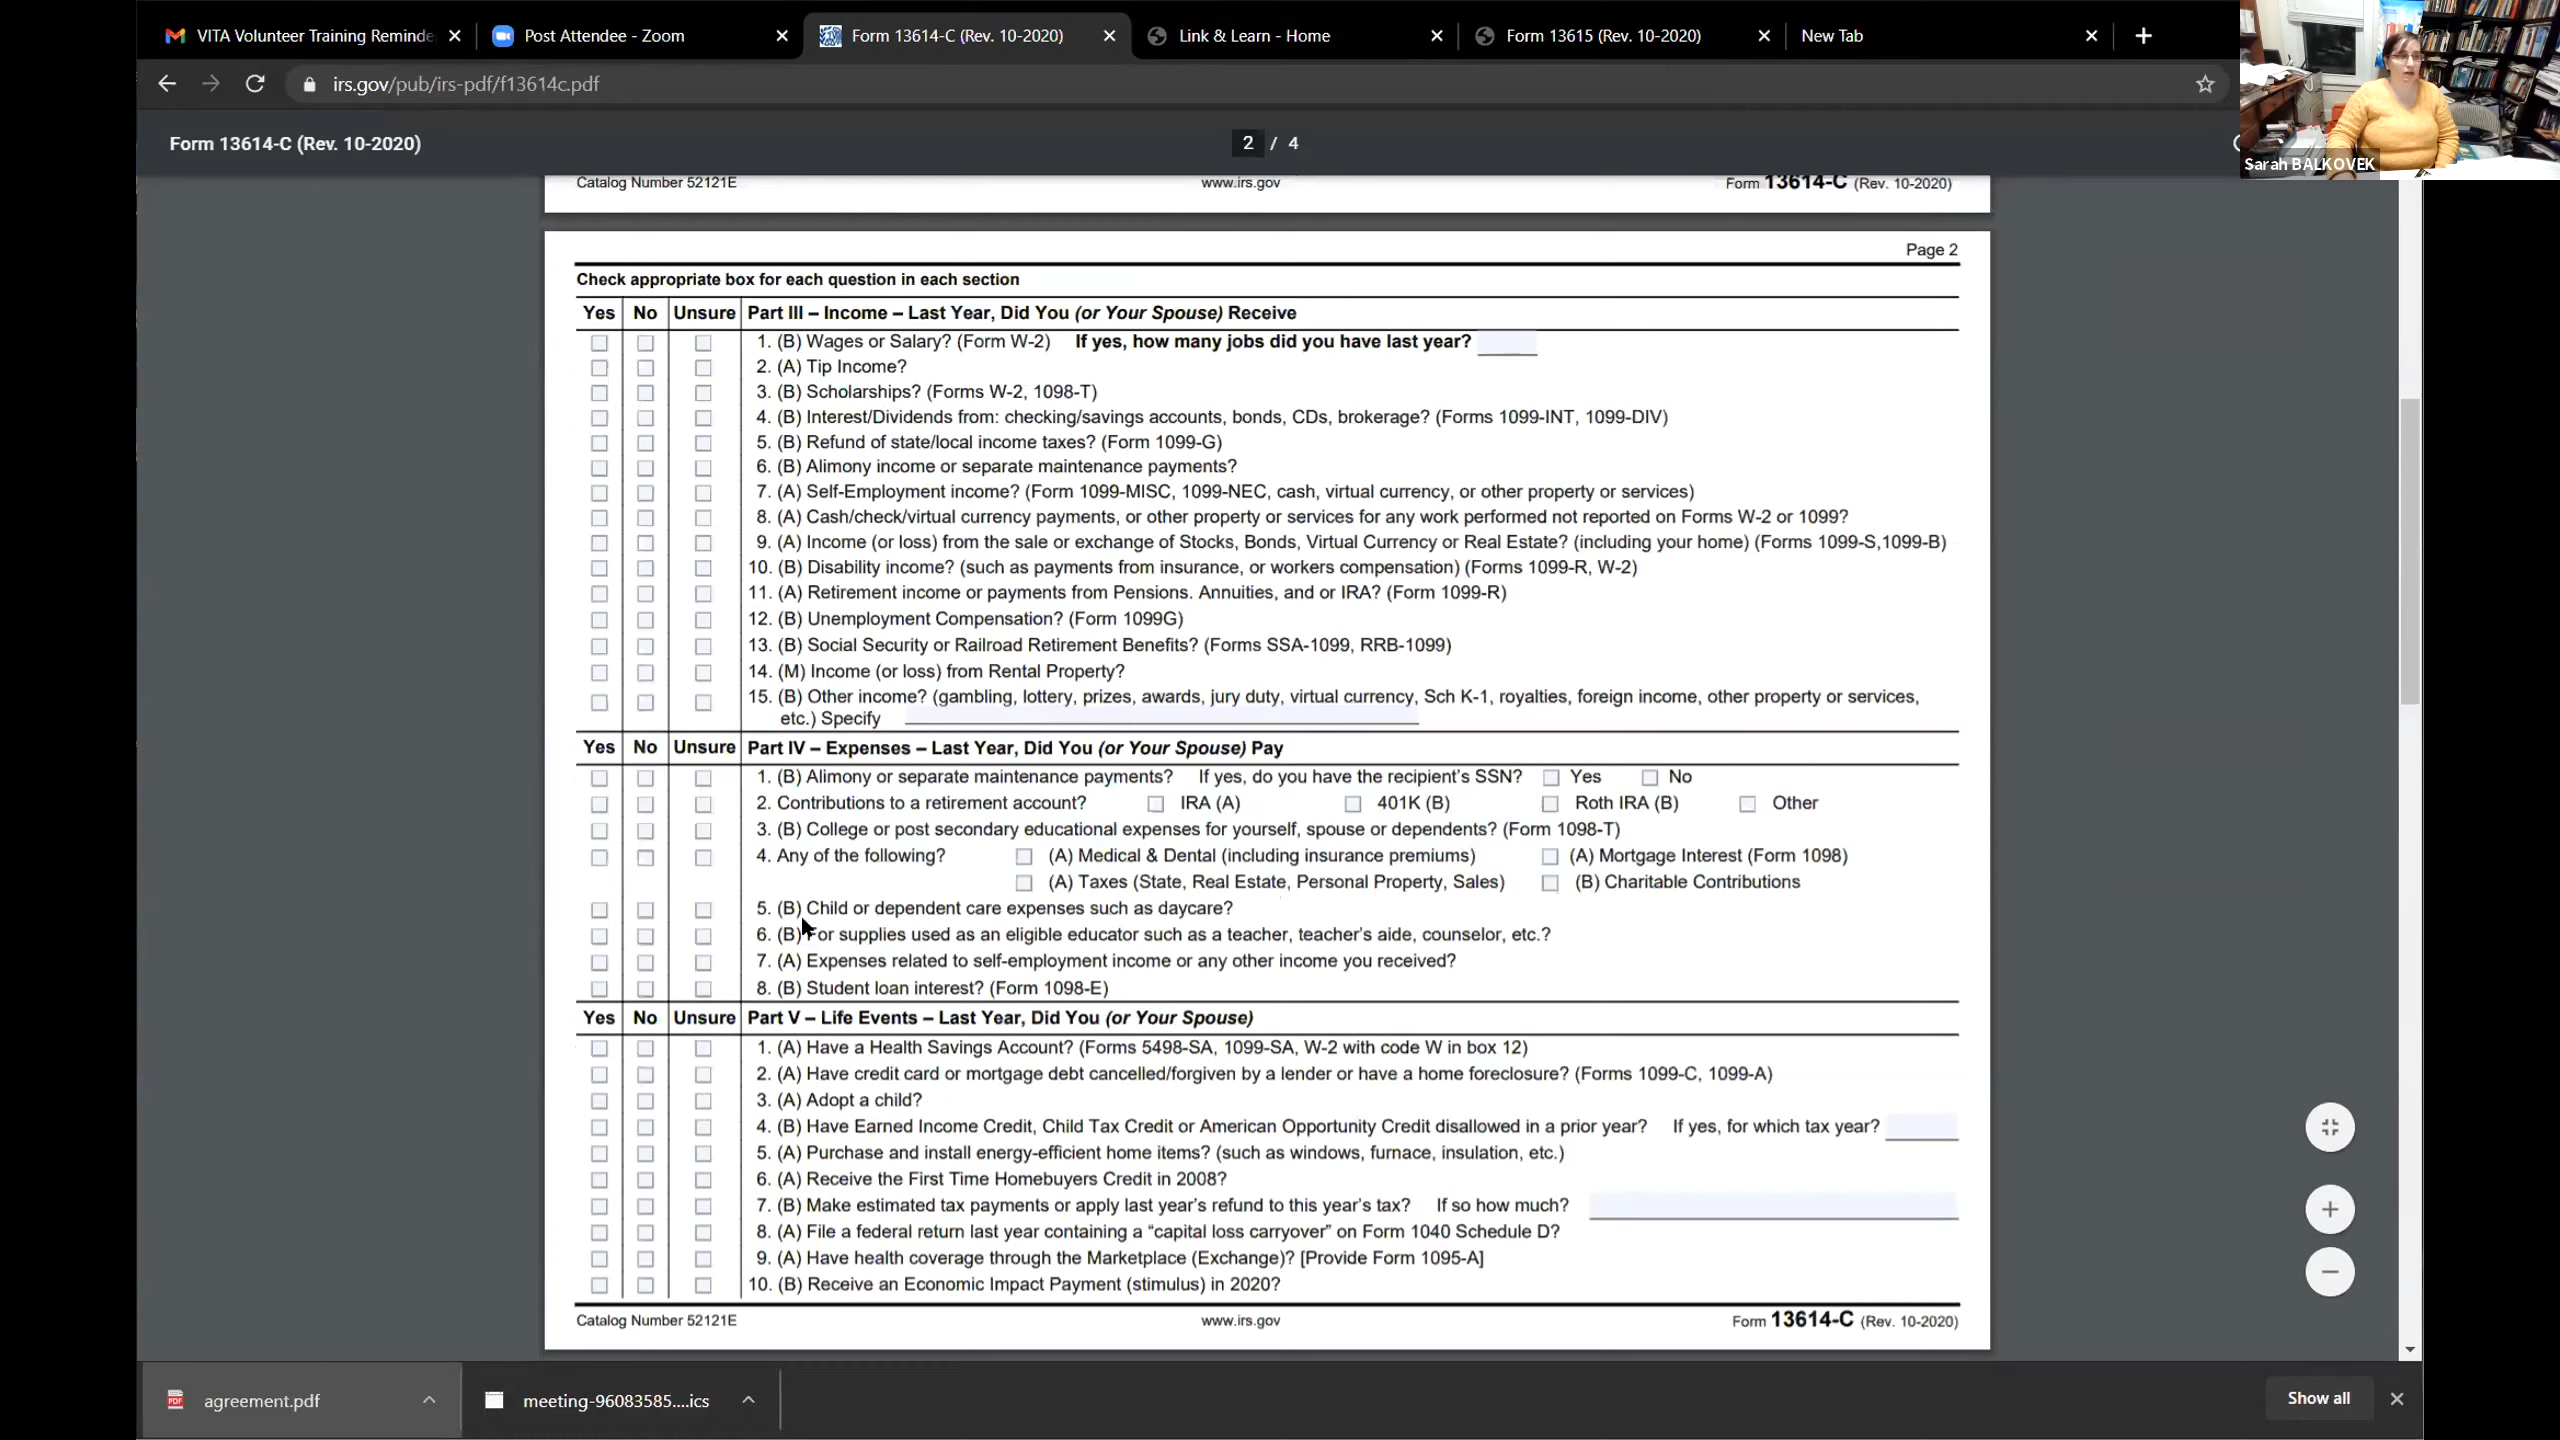 VITA Volunteer Training Reminde
Post Attendee - Zoom
Form 13614-C (Rev. 10-2020)
Link & Learn - Home
Form 13615 (Rev. 10-2020)
New Tab
irs.gov/pub/irs-pdf/f13614c.pdf
Form 13614-C (Rev. 10-2020)
2 / 4
Sarah BALKOVEK
Catalog Number 52121E www.irs.gov Form 13614-C (Rev. 10-2020)
Page 2
Check appropriate box for each question in each section
Yes No Unsure Part III – Income – Last Year, Did You (or Your Spouse) Receive
1. (B) Wages or Salary? (Form W-2) If yes, how many jobs did you have last year?
2. (A) Tip Income?
3. (B) Scholarships? (Forms W-2, 1098-T)
4. (B) Interest/Dividends from: checking/savings accounts, bonds, CDs, brokerage? (Forms 1099-INT, 1099-DIV)
5. (B) Refund of state/local income taxes? (Form 1099-G)
6. (B) Alimony income or separate maintenance payments?
7. (A) Self-Employment income? (Form 1099-MISC, 1099-NEC, cash, virtual currency, or other property or services)
8. (A) Cash/check/virtual currency payments, or other property or services for any work performed not reported on Forms W-2 or 1099?
9. (A) Income (or loss) from the sale or exchange of Stocks, Bonds, Virtual Currency or Real Estate? (including your home) (Forms 1099-S,1099-B)
10. (B) Disability income? (such as payments from insurance, or workers compensation) (Forms 1099-R, W-2)
11. (A) Retirement income or payments from Pensions. Annuities, and or IRA? (Form 1099-R)
12. (B) Unemployment Compensation? (Form 1099G)
13. (B) Social Security or Railroad Retirement Benefits? (Forms SSA-1099, RRB-1099)
14. (M) Income (or loss) from Rental Property?
15. (B) Other income? (gambling, lottery, prizes, awards, jury duty, virtual currency, Sch K-1, royalties, foreign income, other property or services,
etc.) Specify
Yes No Unsure Part IV – Expenses – Last Year, Did You (or Your Spouse) Pay
1. (B) Alimony or separate maintenance payments? If yes, do you have the recipient's SSN? Yes No
2. Contributions to a retirement account? IRA (A) 401K (B) Roth IRA (B) Other
3. (B) College or post secondary educational expenses for yourself, spouse or dependents? (Form 1098-T)
4. Any of the following? (A) Medical & Dental (including insurance premiums) (A) Mortgage Interest (Form 1098)
(A) Taxes (State, Real Estate, Personal Property, Sales) (B) Charitable Contributions
5. (B) Child or dependent care expenses such as daycare?
6. (B) For supplies used as an eligible educator such as a teacher, teacher's aide, counselor, etc.?
7. (A) Expenses related to self-employment income or any other income you received?
8. (B) Student loan interest? (Form 1098-E)
Yes No Unsure Part V – Life Events – Last Year, Did You (or Your Spouse)
1. (A) Have a Health Savings Account? (Forms 5498-SA, 1099-SA, W-2 with code W in box 12)
2. (A) Have credit card or mortgage debt cancelled/forgiven by a lender or have a home foreclosure? (Forms 1099-C, 1099-A)
3. (A) Adopt a child?
4. (B) Have Earned Income Credit, Child Tax Credit or American Opportunity Credit disallowed in a prior year? If yes, for which tax year?
5. (A) Purchase and install energy-efficient home items? (such as windows, furnace, insulation, etc.)
6. (A) Receive the First Time Homebuyers Credit in 2008?
7. (B) Make estimated tax payments or apply last year's refund to this year's tax? If so how much?
8. (A) File a federal return last year containing a "capital loss carryover" on Form 1040 Schedule D?
9. (A) Have health coverage through the Marketplace (Exchange)? [Provide Form 1095-A]
10. (B) Receive an Economic Impact Payment (stimulus) in 2020?
Catalog Number 52121E www.irs.gov Form 13614-C (Rev. 10-2020)
PDF agreement.pdf
meeting-96083585....ics
Show all